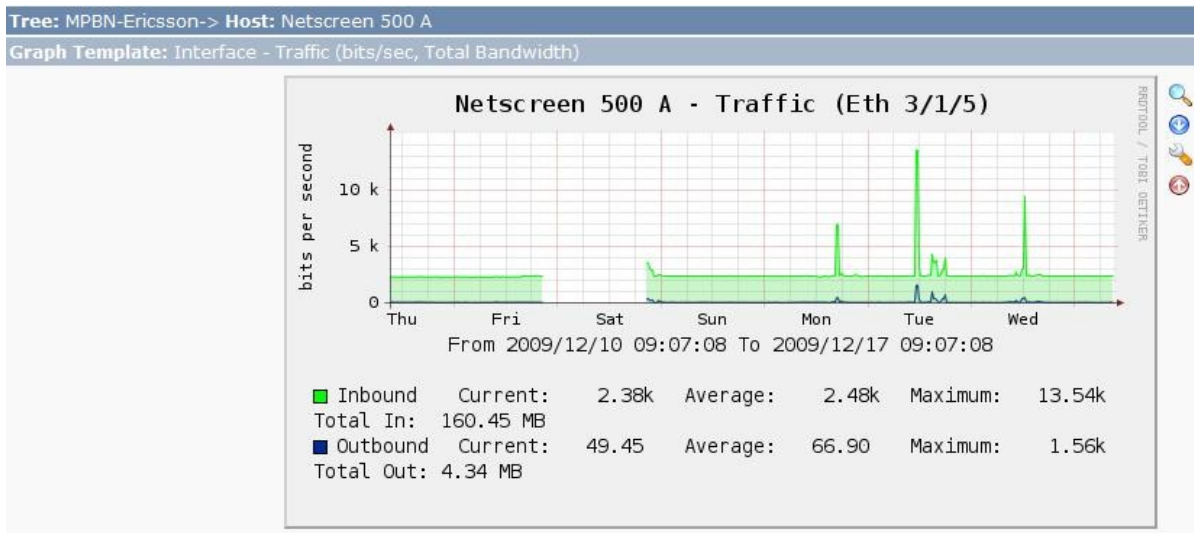 Tree: MPBN-Ericsson-> Host: Netscreen 500 A
Graph Template: Interface - Traffic (bits/sec, Total Bandwidth)
Netscreen 500 A - Traffic (Eth 3/1/5)
RRDTOOL / TOBI OETIKER
bits per second
10 k
5 k
0
Thu Fri Sat Sun Mon Tue Wed
From 2009/12/10 09:07:08 To 2009/12/17 09:07:08
Inbound Current: 2.38k Average: 2.48k Maximum: 13.54k
Total In: 160.45 MB
Outbound Current: 49.45 Average: 66.90 Maximum: 1.56k
Total Out: 4.34 MB